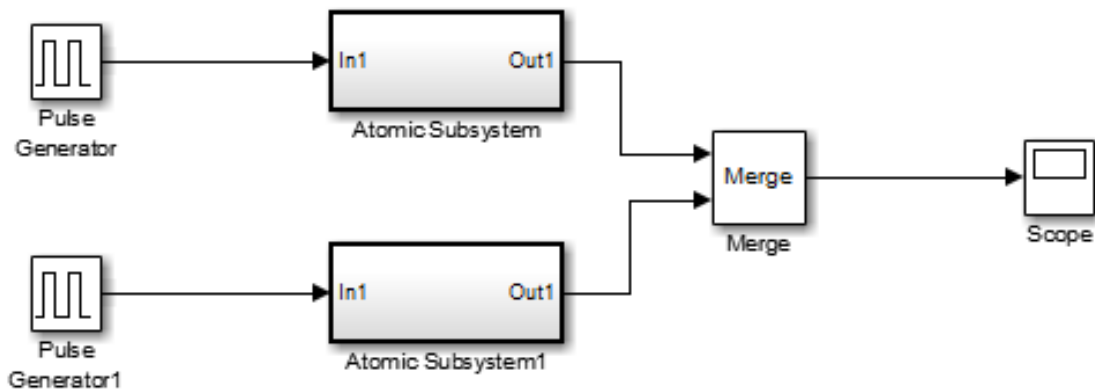 In1
Out1
Pulse
Generator
Atomic Subsystem
Merge
Merge
Scope
In1
Out1
Pulse
Generator1
Atomic Subsystem1